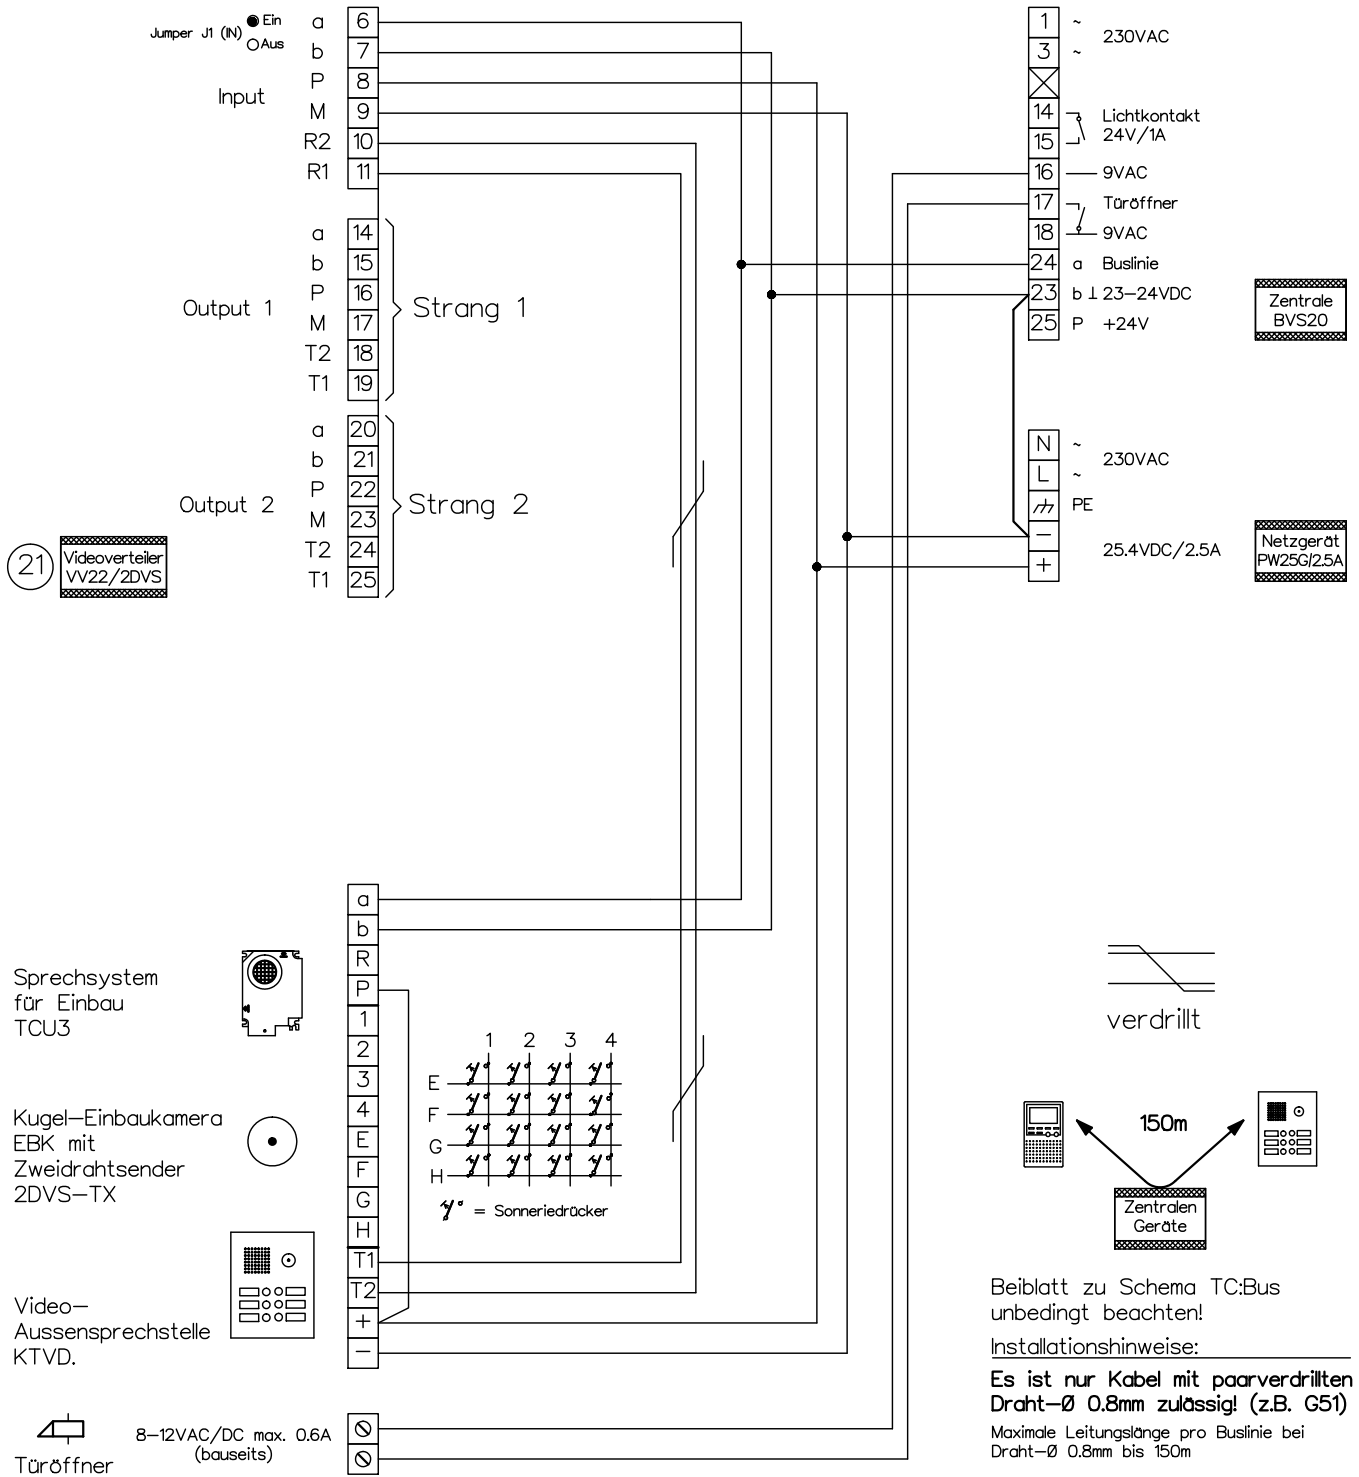 Jumper J1 (IN) Ein
Aus
Input
a 6
b 7
P 8
M 9
R2 10
R1 11
Output 1
a 14
b 15
P 16
M 17
T2 18
T1 19
Strang 1
Output 2
a 20
b 21
P 22
M 23
T2 24
T1 25
Strang 2
21
Videoverteiler
VV22/2DVS
1 ~
3 ~
230VAC
14 Lichtkontakt
15 24V/1A
16 9VAC
17 Türöffner
18 9VAC
24 a Buslinie
23 b ⊥ 23-24VDC
25 P +24V
Zentrale
BVS20
N ~
L ~
230VAC
PE
-
+
25.4VDC/2.5A
Netzgerät
PW25G/2.5A
a
b
R
P
1
2
3
4
E
F
G
H
T1
T2
+
-
Sprechsystem
für Einbau
TCU3
Kugel-Einbaukamera
EBK mit
Zweidrahtsender
2DVS-TX
Video-
Aussensprechstelle
KTVD.
Türöffner
8-12VAC/DC max. 0.6A
(bauseits)
1 2 3 4
E
F
G
H
= Sonneriedrücker
verdrillt
150m
Zentralen
Geräte
Beiblatt zu Schema TC:Bus
unbedingt beachten!
Installationshinweise:
Es ist nur Kabel mit paarverdrillten
Draht-Ø 0.8mm zulässig! (z.B. G51)
Maximale Leitungslänge pro Buslinie bei
Draht-Ø 0.8mm bis 150m